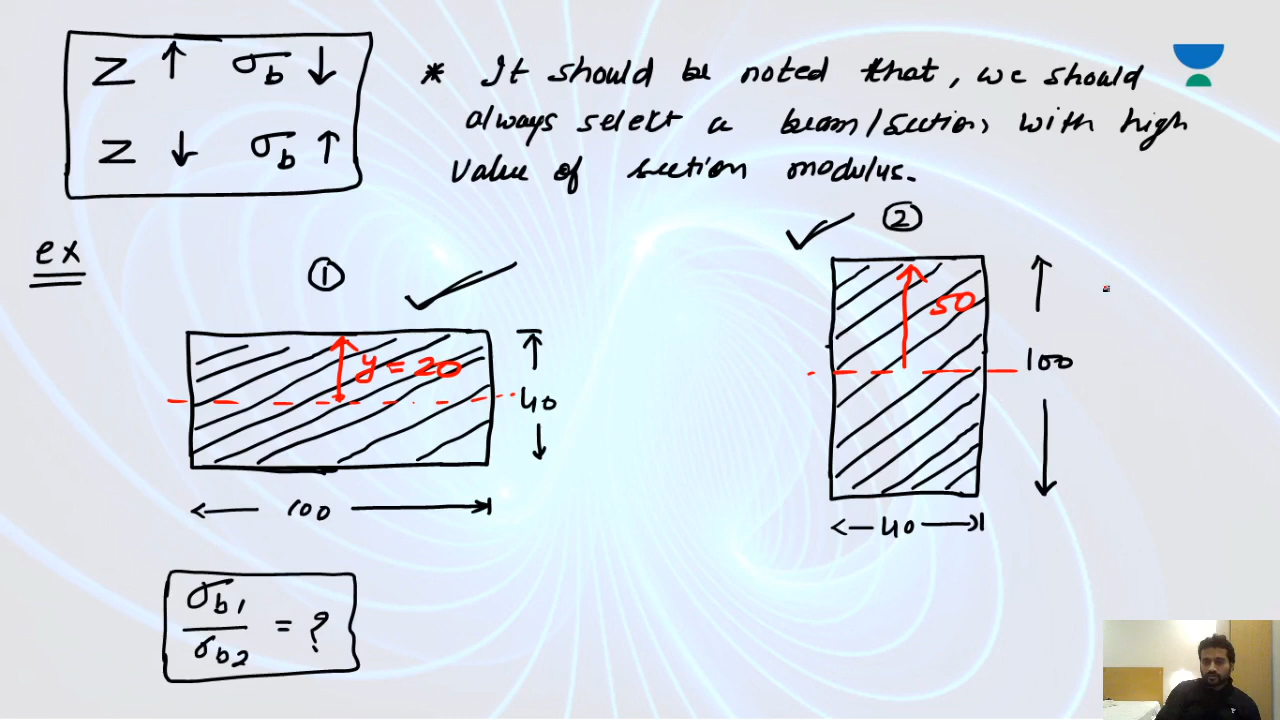 Z ↑ σb ↓
Z ↓ σb ↑
* It should be noted that, we should
always select a beam/section, with high
value of section modulus.
ex
①
②
y = 20
40
100
50
100
40
σb1
σb2
= ?